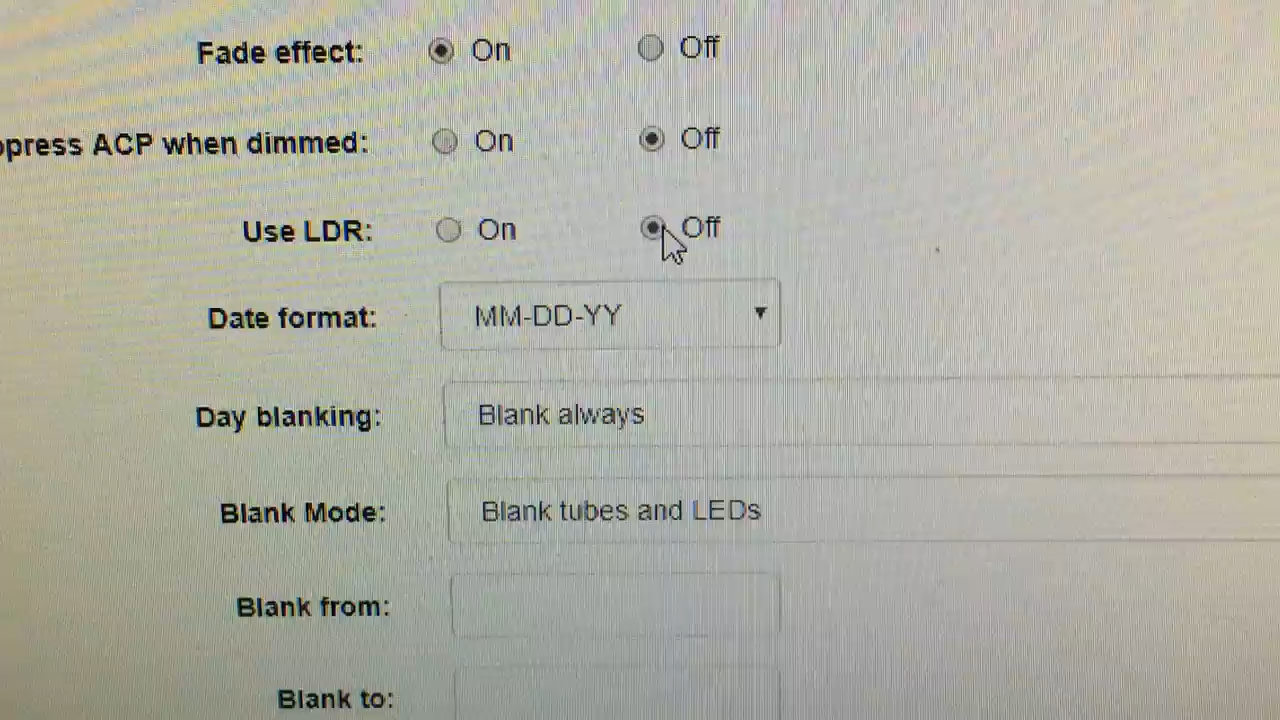 Fade effect: On Off
ppress ACP when dimmed: On Off
Use LDR: On Off
Date format: MM-DD-YY
Day blanking: Blank always
Blank Mode: Blank tubes and LEDs
Blank from:
Blank to: